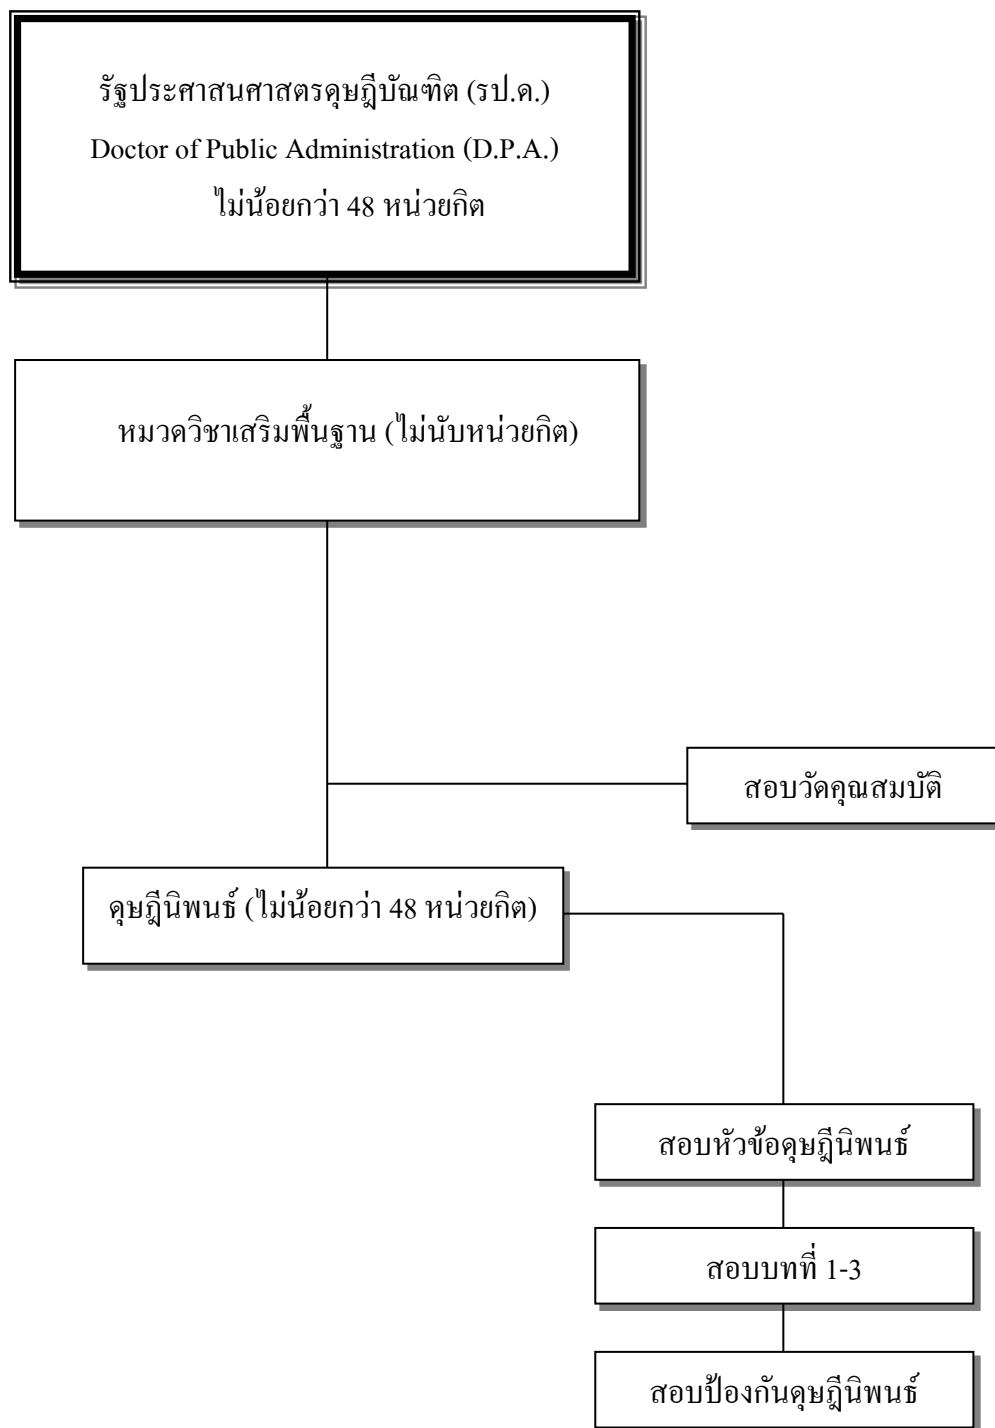 รัฐประศาสนศาสตรดุษฎีบัณฑิต (รป.ด.)
Doctor of Public Administration (D.P.A.)
ไม่น้อยกว่า 48 หน่วยกิต
หมวดวิชาเสริมพื้นฐาน (ไม่นับหน่วยกิต)
สอบวัดคุณสมบัติ
ดุษฎีนิพนธ์ (ไม่น้อยกว่า 48 หน่วยกิต)
สอบหัวข้อดุษฎีนิพนธ์
สอบบทที่ 1-3
สอบป้องกันดุษฎีนิพนธ์